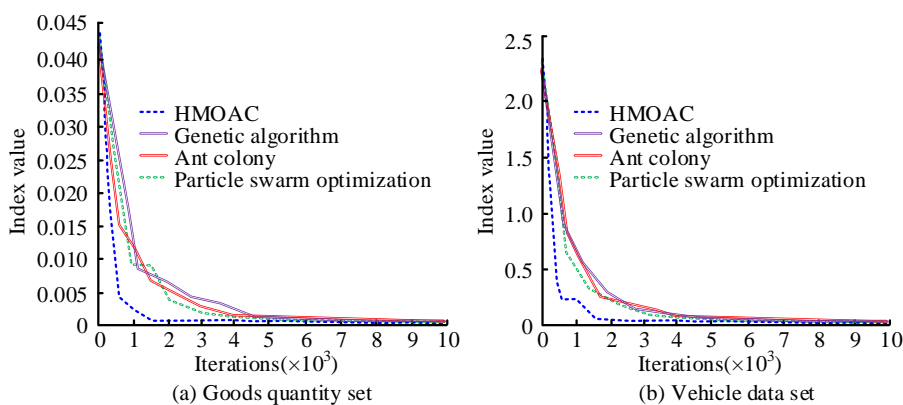 0.045
0.040
0.035
0.030
0.025
0.020
0.015
0.010
0.005
0
Index value
HMOAC
Genetic algorithm
Ant colony
Particle swarm optimization
0 1 2 3 4 5 6 7 8 9 10
Iterations(×10³)
(a) Goods quantity set
2.5
2.0
1.5
1.0
0.5
0
Index value
HMOAC
Genetic algorithm
Ant colony
Particle swarm optimization
0 1 2 3 4 5 6 7 8 9 10
Iterations(×10³)
(b) Vehicle data set